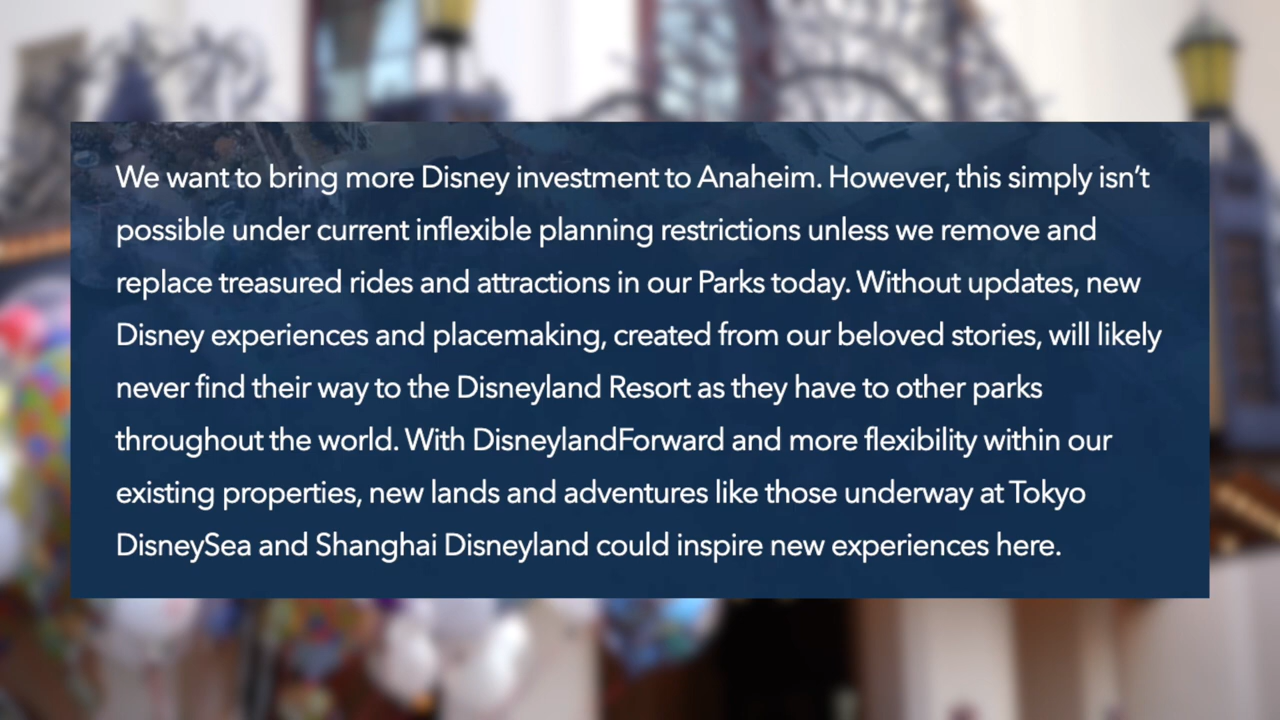 We want to bring more Disney investment to Anaheim. However, this simply isn’t
possible under current inflexible planning restrictions unless we remove and
replace treasured rides and attractions in our Parks today. Without updates, new
Disney experiences and placemaking, created from our beloved stories, will likely
never find their way to the Disneyland Resort as they have to other parks
throughout the world. With DisneylandForward and more flexibility within our
existing properties, new lands and adventures like those underway at Tokyo
DisneySea and Shanghai Disneyland could inspire new experiences here.